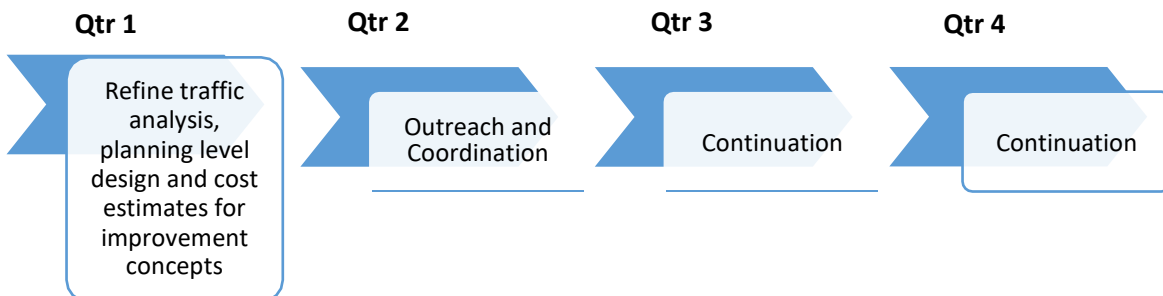 Qtr 1
Qtr 2
Qtr 3
Qtr 4
Refine traffic
analysis,
planning level
design and cost
estimates for
improvement
concepts
Outreach and
Coordination
Continuation
Continuation